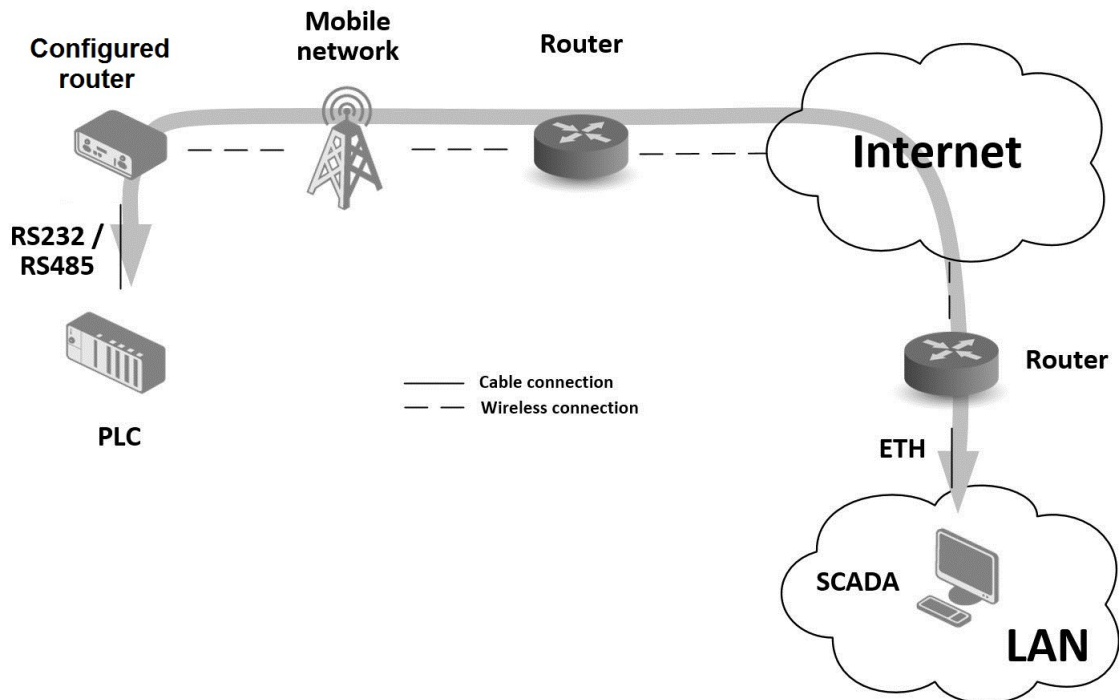 Mobile
network
Configured
router
Router
Internet
RS232 /
RS485
Router
Cable connection
Wireless connection
PLC
ETH
SCADA
LAN